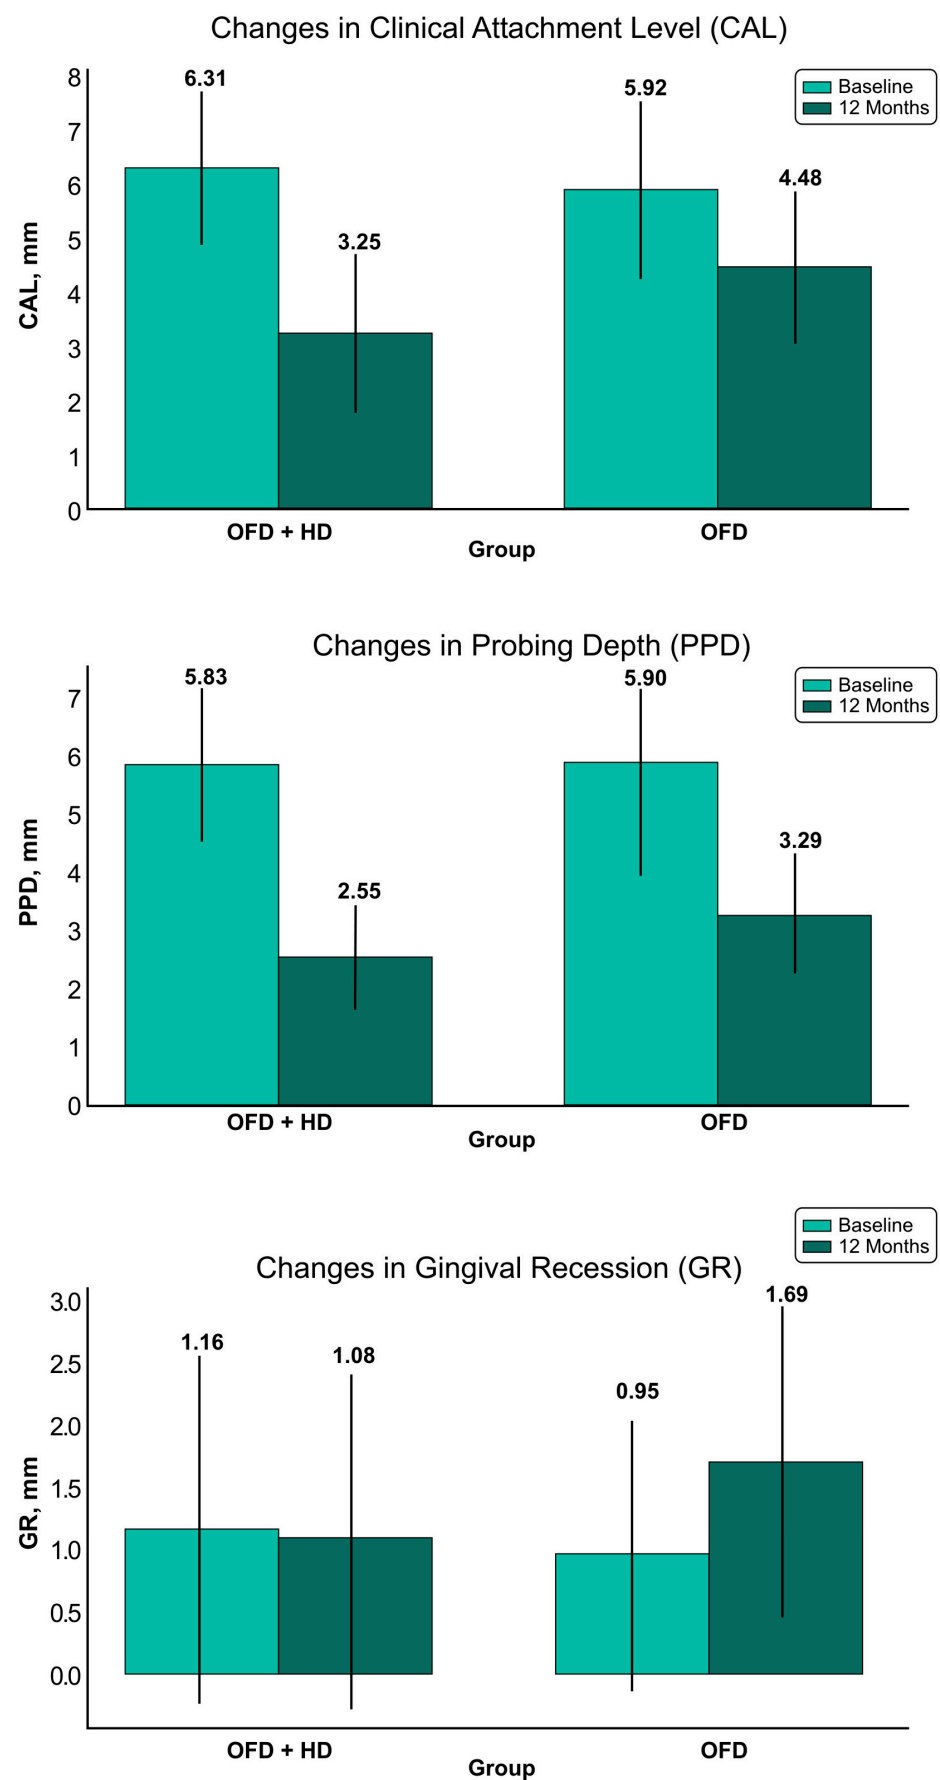 Changes in Clinical Attachment Level (CAL)
Baseline
12 Months
6.31
3.25
5.92
4.48
8
7
6
5
4
3
2
1
0
CAL, mm
OFD + HD
OFD
Group
Changes in Probing Depth (PPD)
Baseline
12 Months
5.83
2.55
5.90
3.29
7
6
5
4
3
2
1
0
PPD, mm
OFD + HD
OFD
Group
Baseline
12 Months
Changes in Gingival Recession (GR)
1.16
1.08
0.95
1.69
3.0
2.5
2.0
1.5
1.0
0.5
0.0
GR, mm
OFD + HD
OFD
Group